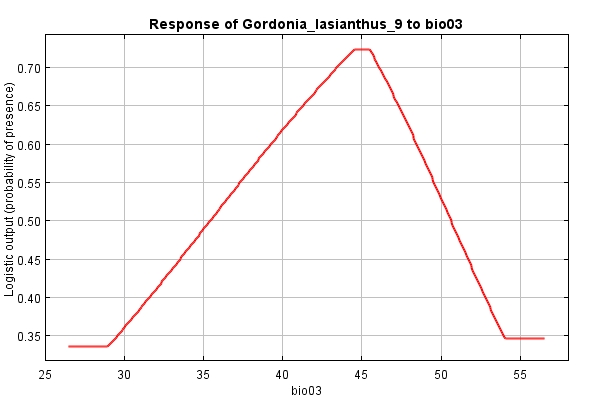 Response of Gordonia_lasianthus_9 to bio03
Logistic output (probability of presence)
0.70
0.65
0.60
0.55
0.50
0.45
0.40
0.35
25 30 35 40 45 50 55
bio03